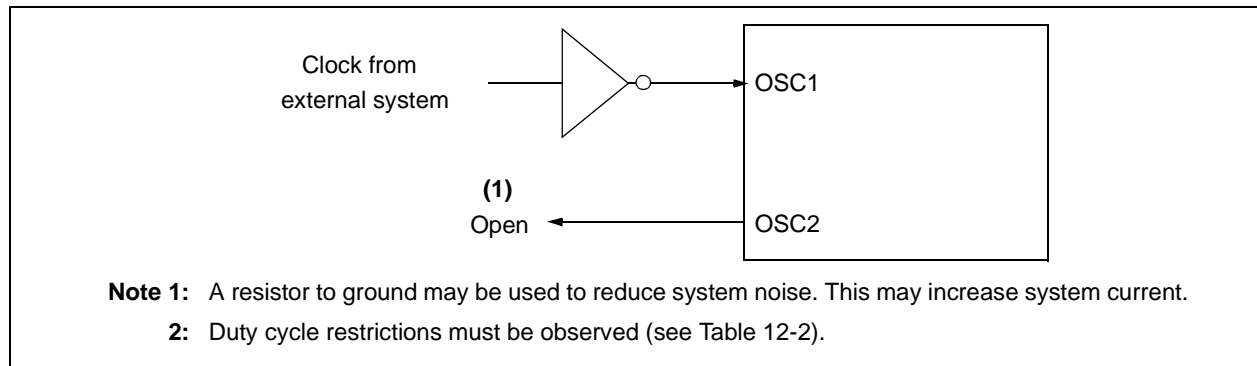 Clock from
external system
OSC1
(1)
Open
OSC2
Note 1: A resistor to ground may be used to reduce system noise. This may increase system current.
2: Duty cycle restrictions must be observed (see Table 12-2).